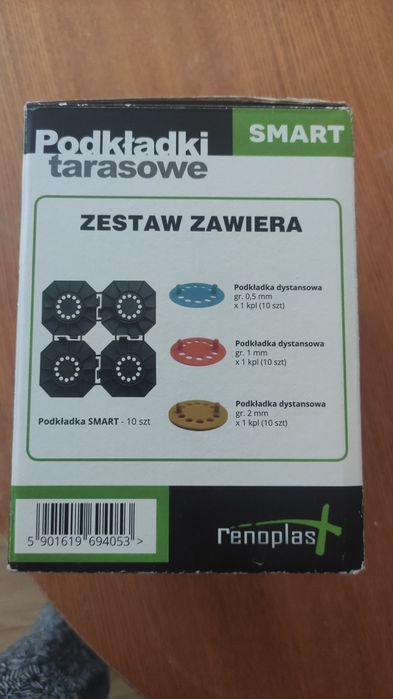 Podkładki
tarasowe
SMART
ZESTAW ZAWIERA
Podkładka dystansowa
gr. 0,5 mm
x 1 kpl (10 szt)
Podkładka dystansowa
gr. 1 mm
x 1 kpl (10 szt)
Podkładka dystansowa
gr. 2 mm
x 1 kpl (10 szt)
Podkładka SMART - 10 szt
5 901619 694053 >
renoplast